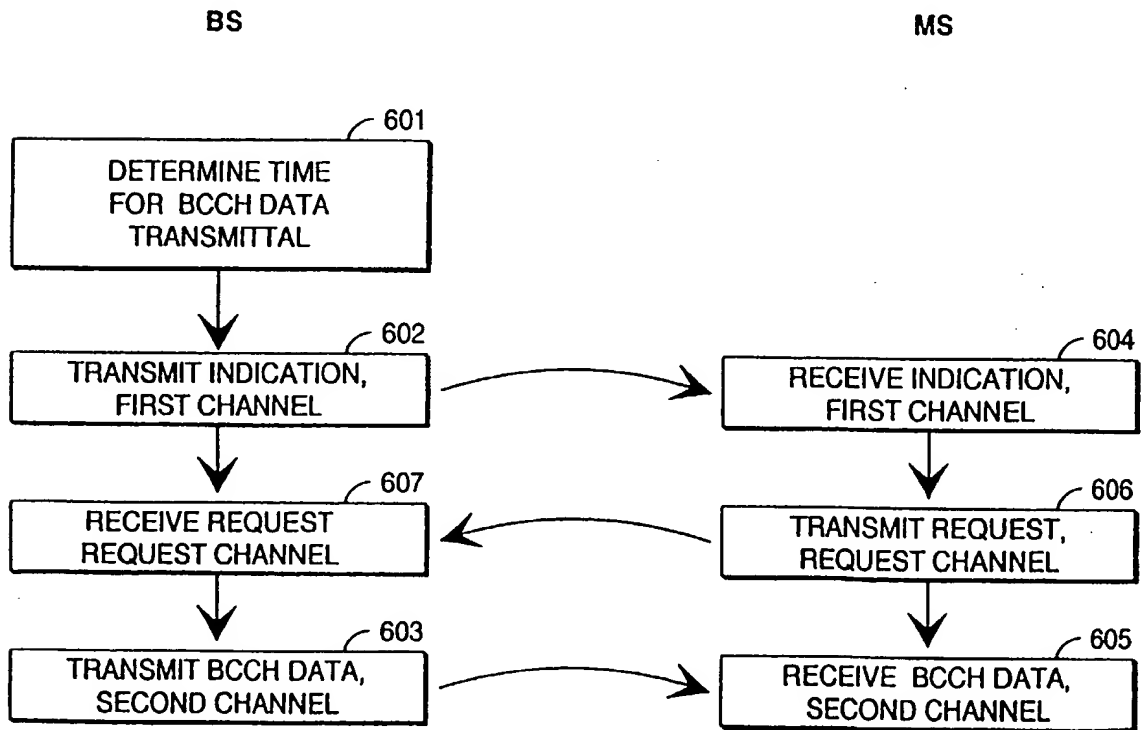 BS
MS
601
DETERMINE TIME
FOR BCCH DATA
TRANSMITTAL
602
TRANSMIT INDICATION,
FIRST CHANNEL
604
RECEIVE INDICATION,
FIRST CHANNEL
607
RECEIVE REQUEST
REQUEST CHANNEL
606
TRANSMIT REQUEST,
REQUEST CHANNEL
603
TRANSMIT BCCH DATA,
SECOND CHANNEL
605
RECEIVE BCCH DATA,
SECOND CHANNEL